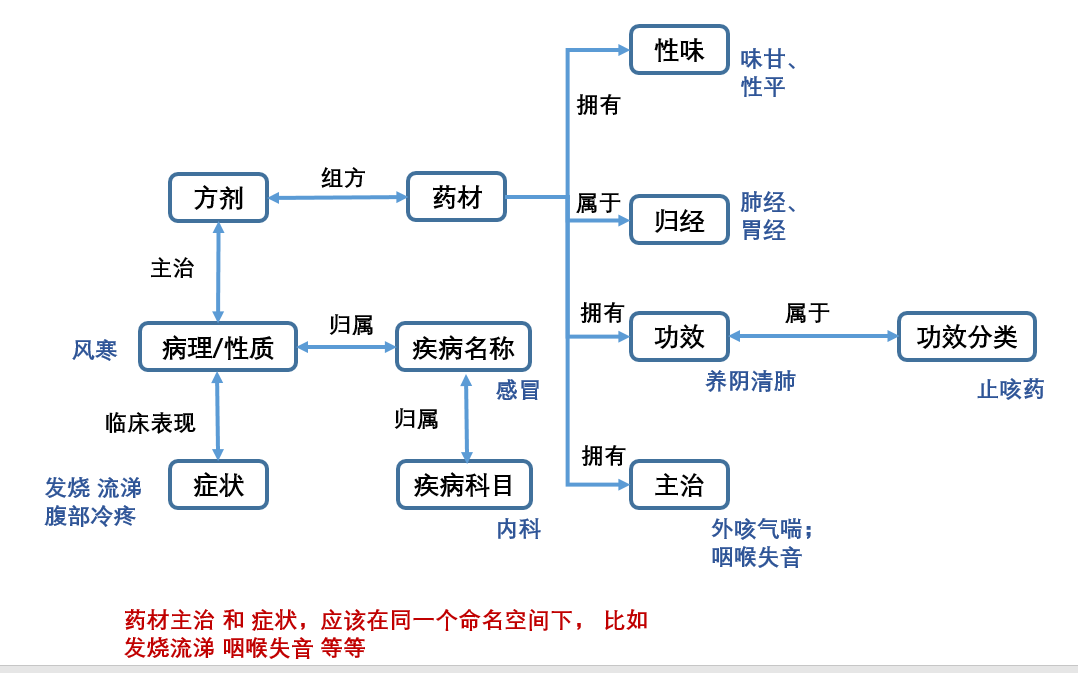 性味
味甘、
性平
拥有
组方
方剂
药材
属于
归经
肺经、
胃经
主治
拥有
功效
属于
功效分类
养阴清肺
止咳药
风寒
病理/性质
归属
疾病名称
感冒
临床表现
归属
拥有
症状
疾病科目
主治
发烧 流涕
腹部冷疼
内科
外咳气喘；
咽喉失音
药材主治 和 症状，应该在同一个命名空间下， 比如
发烧流涕 咽喉失音 等等